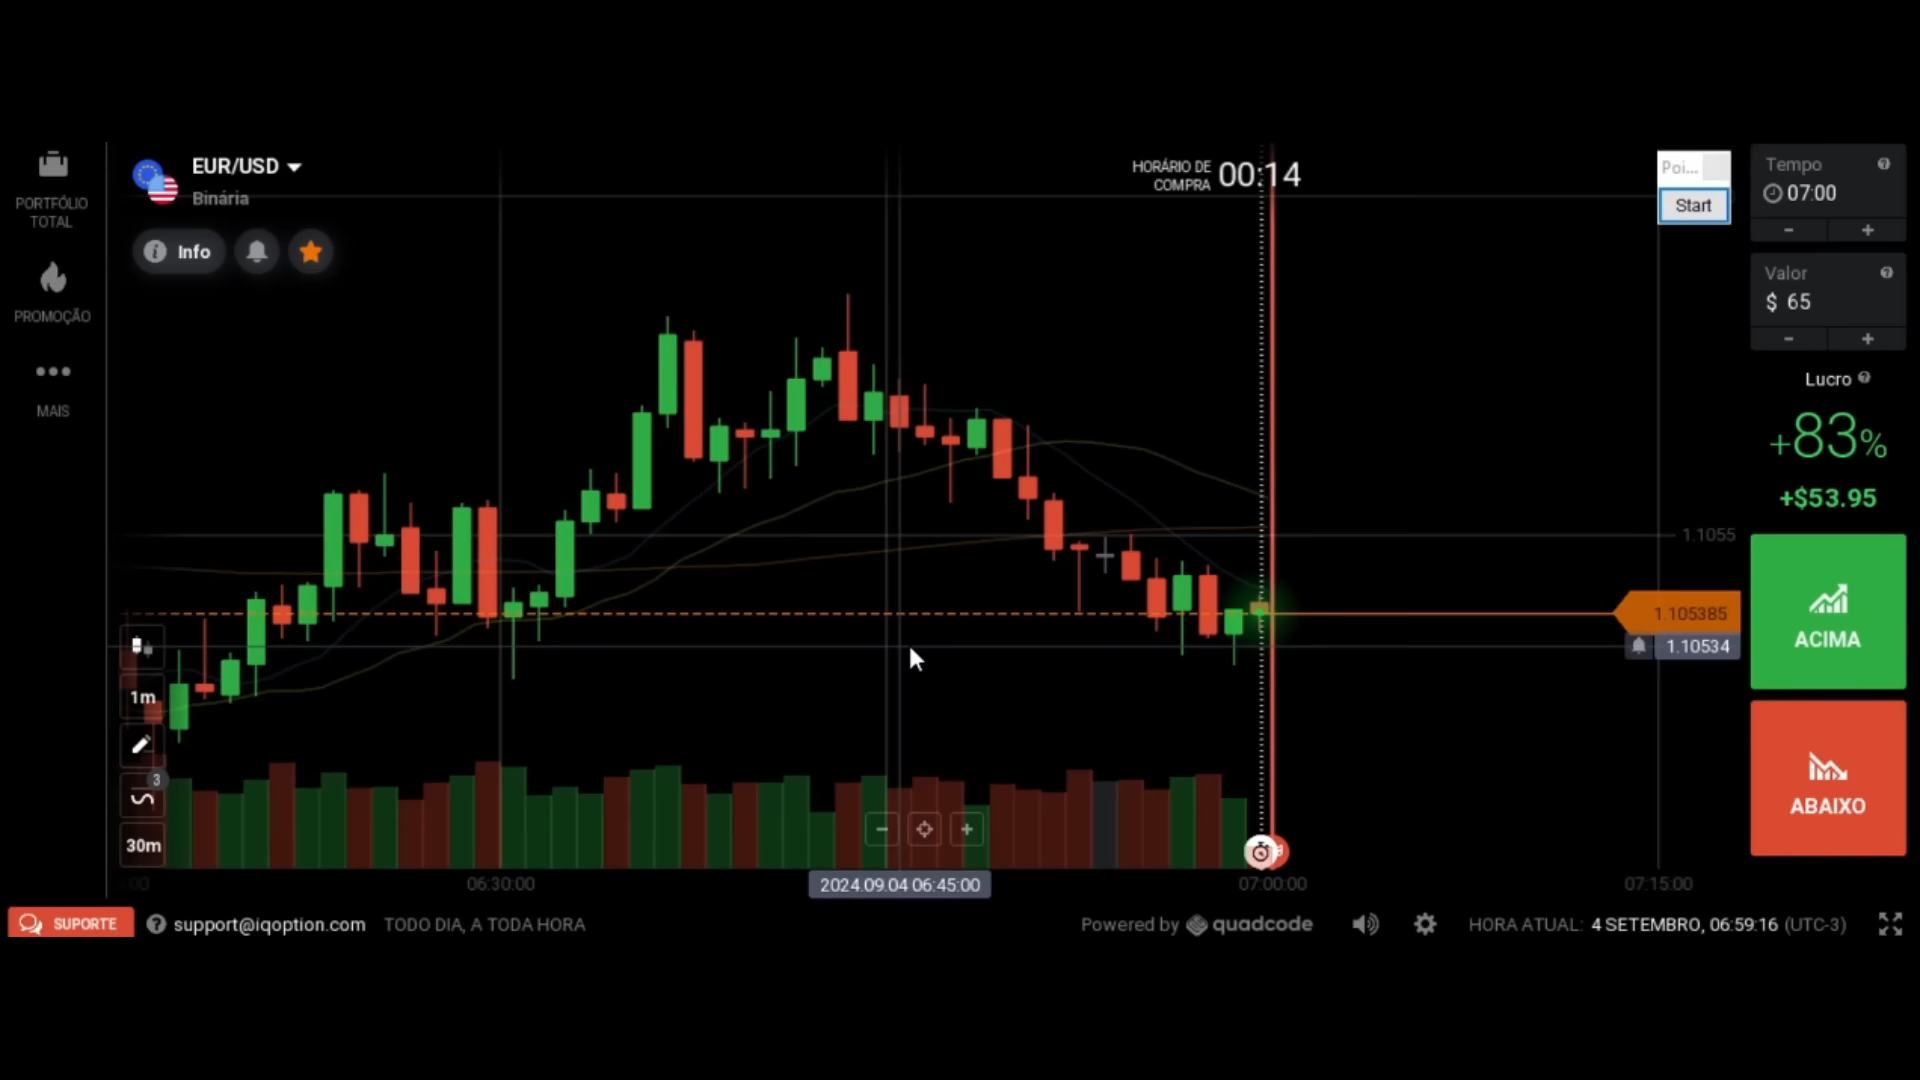 PORTFÓLIO
TOTAL
PROMOÇÃO
MAIS
EUR/USD
Binária
Info
HORÁRIO DE
COMPRA
00:14
Poi...
Start
Tempo
07:00
- +
Valor
$ 65
- +
Lucro
+83%
+$53.95
ACIMA
ABAIXO
1.1055
1.105385
1.10534
1m
3
30m
- +
06:30:00
2024.09.04 06:45:00
07:00:00
07:15:00
SUPORTE
support@iqoption.com
TODO DIA, A TODA HORA
Powered by quadcode
HORA ATUAL: 4 SETEMBRO, 06:59:16 (UTC-3)